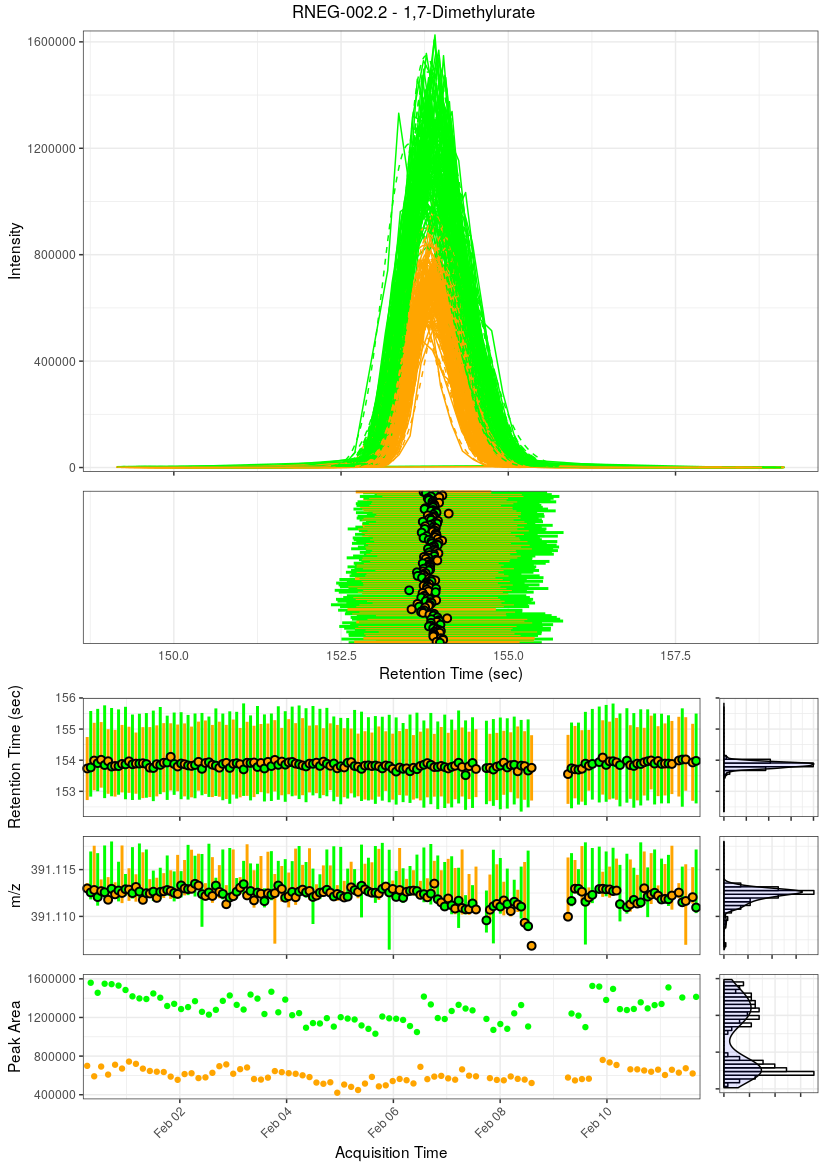 RNEG-002.2 - 1,7-Dimethylurate
1600000
1200000
800000
400000
0
Intensity
150.0 152.5 155.0 157.5
Retention Time (sec)
156
155
154
153
Retention Time (sec)
391.115
391.110
m/z
1600000
1200000
800000
400000
Peak Area
Feb 02 Feb 04 Feb 06 Feb 08 Feb 10
Acquisition Time